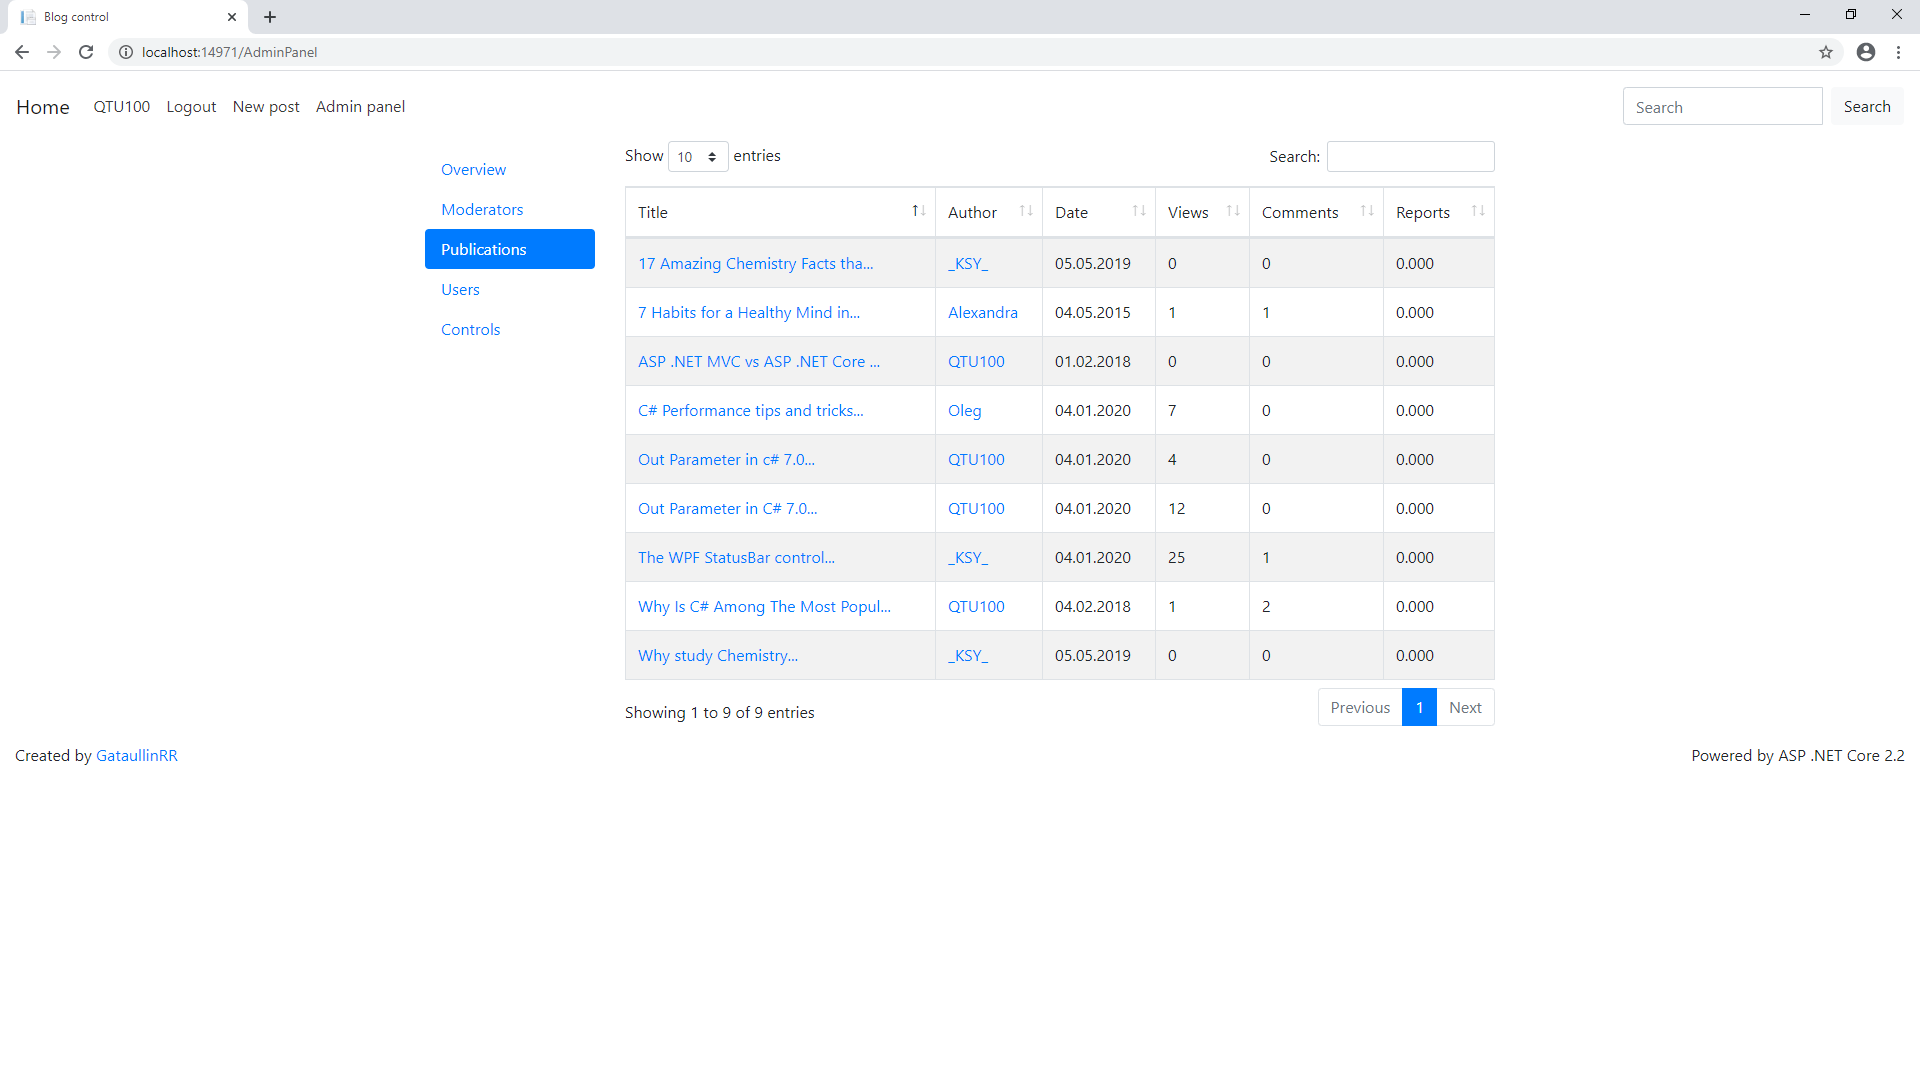 Blog control
localhost:14971/AdminPanel
Home QTU100 Logout New post Admin panel Search Search
Show 10 entries Search:
Overview
Moderators
Publications
Users
Controls
Title Author Date Views Comments Reports
17 Amazing Chemistry Facts tha... _KSY_ 05.05.2019 0 0 0.000
7 Habits for a Healthy Mind in... Alexandra 04.05.2015 1 1 0.000
ASP .NET MVC vs ASP .NET Core ... QTU100 01.02.2018 0 0 0.000
C# Performance tips and tricks... Oleg 04.01.2020 7 0 0.000
Out Parameter in c# 7.0... QTU100 04.01.2020 4 0 0.000
Out Parameter in C# 7.0... QTU100 04.01.2020 12 0 0.000
The WPF StatusBar control... _KSY_ 04.01.2020 25 1 0.000
Why Is C# Among The Most Popul... QTU100 04.02.2018 1 2 0.000
Why study Chemistry... _KSY_ 05.05.2019 0 0 0.000
Showing 1 to 9 of 9 entries Previous 1 Next
Created by GataullinRR Powered by ASP .NET Core 2.2